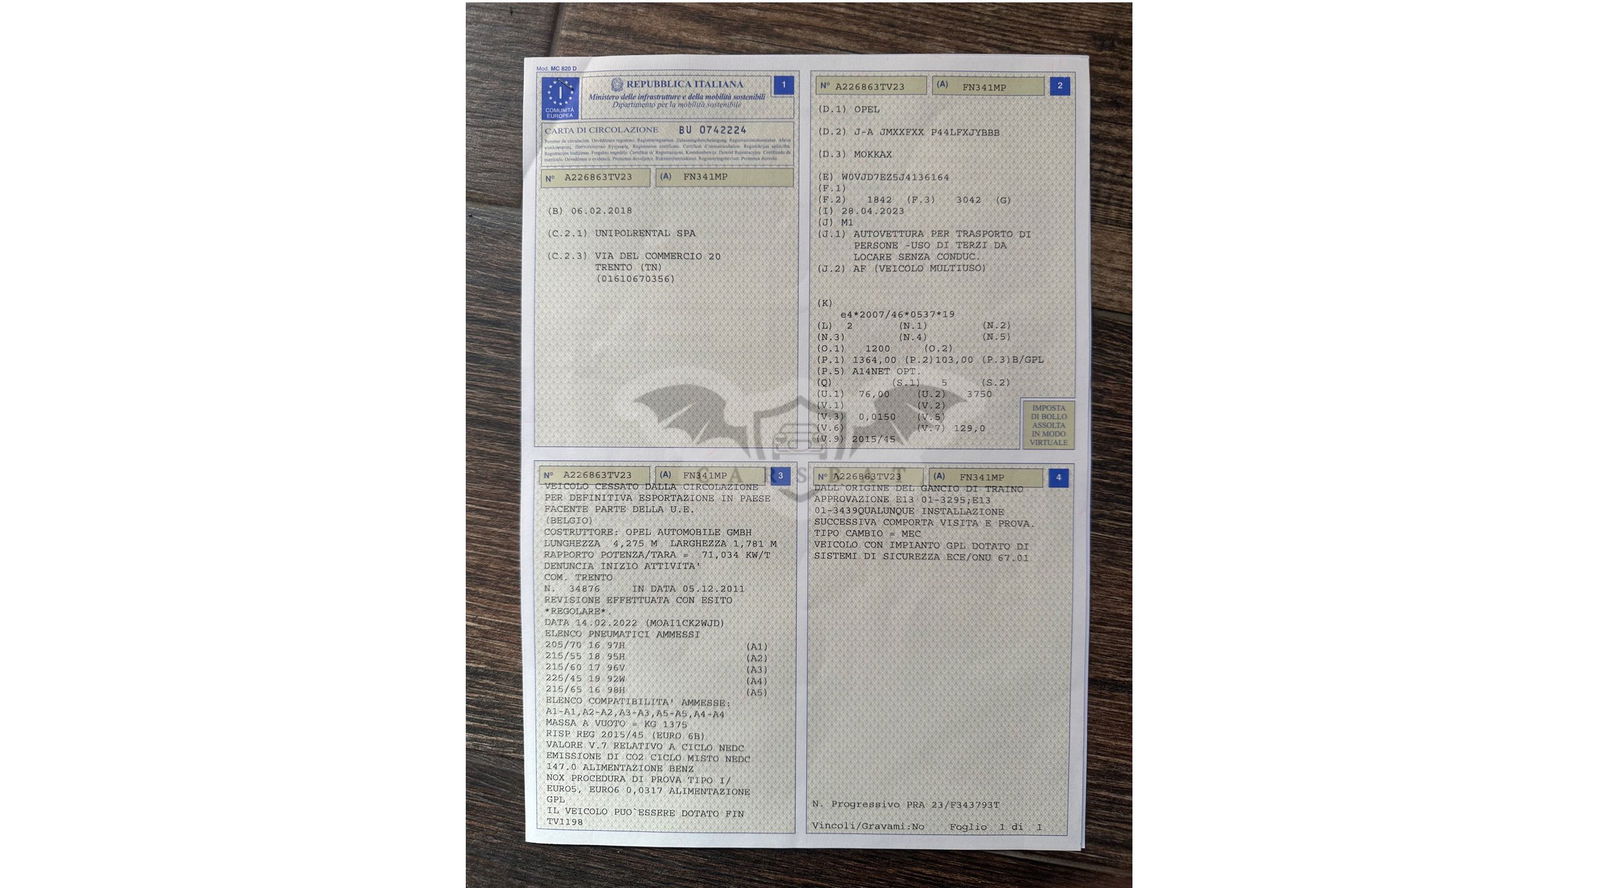 Mod. MC 820 D
COMUNITÀ
EUROPEA
REPUBBLICA ITALIANA
1
Ministero delle infrastrutture e della mobilità sostenibili
Dipartimento per la mobilità sostenibile
CARTA DI CIRCOLAZIONE BU 0742224
N° A226863TV23 (A) FN341MP
(B) 06.02.2018
(C.2.1) UNIPOLRENTAL SPA
(C.2.3) VIA DEL COMMERCIO 20
TRENTO (TN)
(01610670356)
N° A226863TV23 (A) FN341MP 2
(D.1) OPEL
(D.2) J-A JMXXFXX P44LFXJYBBB
(D.3) MOKKAX
(E) W0VJD7EZ5J4136164
(F.1)
(F.2) 1842 (F.3) 3042 (G)
(I) 28.04.2023
(J) M1
(J.1) AUTOVETTURA PER TRASPORTO DI
PERSONE -USO DI TERZI DA
LOCARE SENZA CONDUC.
(J.2) AF (VEICOLO MULTIUSO)
(K)
e4*2007/46*0537*19
(L) 2 (N.1) (N.2)
(N.3) (N.4) (N.5)
(O.1) 1200 (O.2)
(P.1) 1364,00 (P.2)103,00 (P.3)B/GPL
(P.5) A14NET OPT.
(Q) (S.1) 5 (S.2)
(U.1) 76,00 (U.2) 3750
(V.1) (V.2)
(V.3) 0,0150 (V.5)
(V.6) (V.7) 129,0
(V.9) 2015/45
IMPOSTA
DI BOLLO
ASSOLTA
IN MODO
VIRTUALE
CARSBAT
N° A226863TV23 (A) FN341MP 3
VEICOLO CESSATO DALLA CIRCOLAZIONE
PER DEFINITIVA ESPORTAZIONE IN PAESE
FACENTE PARTE DELLA U.E.
(BELGIO)
COSTRUTTORE: OPEL AUTOMOBILE GMBH
LUNGHEZZA 4,275 M LARGHEZZA 1,781 M
RAPPORTO POTENZA/TARA = 71,034 KW/T
DENUNCIA INIZIO ATTIVITA'
COM. TRENTO
N. 34876 IN DATA 05.12.2011
REVISIONE EFFETTUATA CON ESITO
*REGOLARE*.
DATA 14.02.2022 (MOAI1CK2WJD)
ELENCO PNEUMATICI AMMESSI
205/70 16 97H (A1)
215/55 18 95H (A2)
215/60 17 96V (A3)
225/45 19 92W (A4)
215/65 16 98H (A5)
ELENCO COMPATIBILITA' AMMESSE:
A1-A1,A2-A2,A3-A3,A5-A5,A4-A4
MASSA A VUOTO = KG 1375
RISP REG 2015/45 (EURO 6B)
VALORE V.7 RELATIVO A CICLO NEDC
EMISSIONE DI CO2 CICLO MISTO NEDC
147.0 ALIMENTAZIONE BENZ
NOX PROCEDURA DI PROVA TIPO I/
EURO5, EURO6 0,0317 ALIMENTAZIONE
GPL
IL VEICOLO PUO`ESSERE DOTATO FIN
TV1198
N° A226863TV23 (A) FN341MP 4
DALL`ORIGINE DEL GANCIO DI TRAINO
APPROVAZIONE E13 01-3295;E13
01-3439QUALUNQUE INSTALLAZIONE
SUCCESSIVA COMPORTA VISITA E PROVA.
TIPO CAMBIO = MEC
VEICOLO CON IMPIANTO GPL DOTATO DI
SISTEMI DI SICUREZZA ECE/ONU 67.01
N. Progressivo PRA 23/F343793T
Vincoli/Gravami:No Foglio 1 di 1